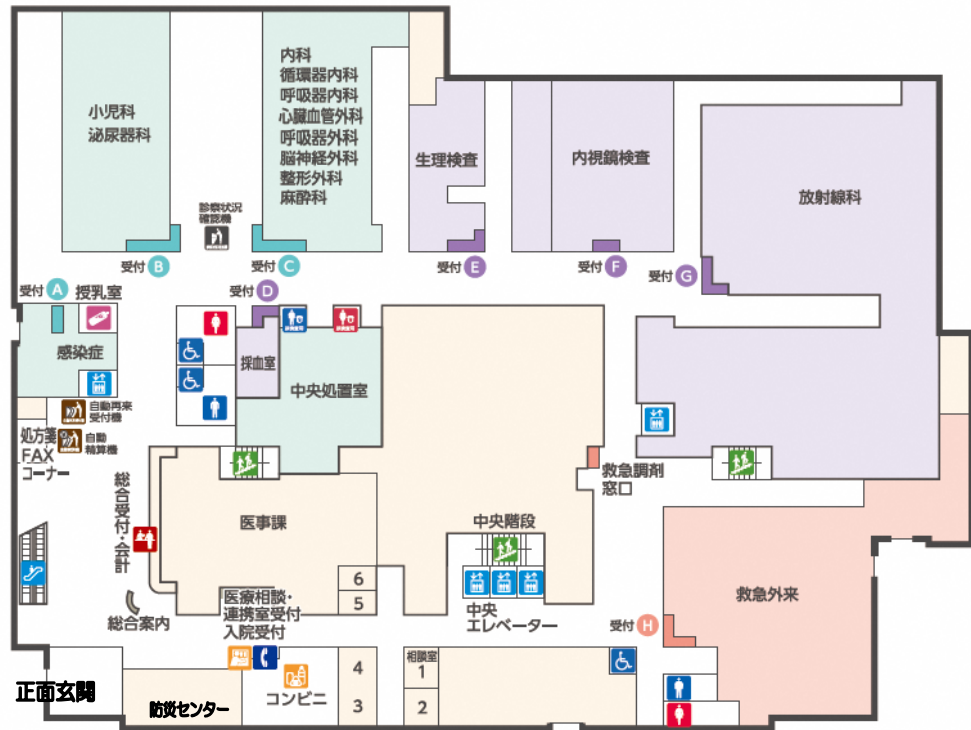 内科
循環器内科
呼吸器内科
心臓血管外科
呼吸器外科
脳神経外科
整形外科
麻酔科
小児科
泌尿器科
生理検査
内視鏡検査
放射線科
診察状況
確認機
受付 B
受付 C
受付 E
受付 F
受付 G
受付 A
授乳室
受付 D
感染症
採血室
中央処置室
自動再来
受付機
自動
精算機
処方箋
FAX
コーナー
救急調剤
窓口
総合受付・会計
医事課
中央階段
6
5
医療相談・
連携室受付
入院受付
中央
エレベーター
救急外来
受付 H
総合案内
4
3
相談室
1
2
コンビニ
正面玄関
防災センター